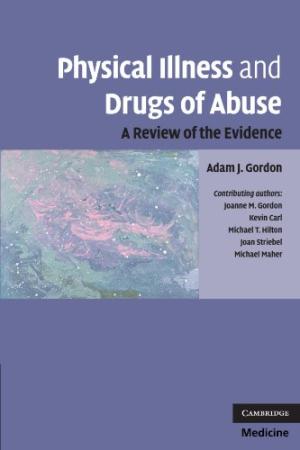 Physical Illness and
Drugs of Abuse
A Review of the Evidence
Adam J. Gordon
Contributing authors:
Joanne M. Gordon
Kevin Carl
Michael T. Hilton
Joan Striebel
Michael Maher
CAMBRIDGE
Medicine